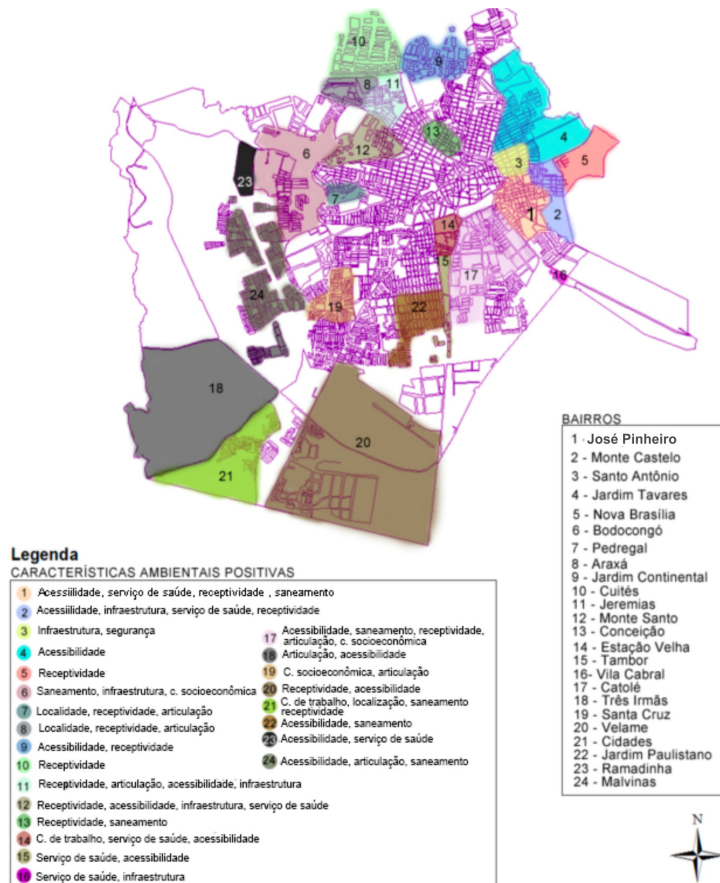 10
9
8
11
13
12
6
4
3
5
23
7
1
2
14
15
17
16
24
19
22
18
20
21
BAIRROS
1 - José Pinheiro
2 - Monte Castelo
3 - Santo Antônio
4 - Jardim Tavares
5 - Nova Brasília
6 - Bodocongó
7 - Pedregal
8 - Araxá
9 - Jardim Continental
10 - Cuités
11 - Jeremias
12 - Monte Santo
13 - Conceição
14 - Estação Velha
15 - Tambor
16- Vila Cabral
17 - Catolé
18 - Três Irmãs
19 - Santa Cruz
20 - Velame
21 - Cidades
22 - Jardim Paulistano
23 - Ramadinha
24 - Malvinas
N
Legenda
CARACTERÍSTICAS AMBIENTAIS POSITIVAS
1 Acessiilidade, serviço de saúde, receptividade , saneamento
2 Acessiilidade, infraestrutura, serviço de saúde, receptividade
3 Infraestrutura, segurança
4 Acessibilidade
5 Receptividade
6 Saneamento, infraestrutura, c. socioeconômica
7 Localidade, receptividade, articulação
8 Localidade, receptividade, articulação
9 Acessibilidade, receptividade
10 Receptividade
11 Receptividade, articulação, acessibilidade, infraestrutura
12 Receptividade, acessibilidade, infraestrutura, serviço de saúde
13 Receptividade, saneamento
14 C. de trabalho, serviço de saúde, acessibilidade
15 Serviço de saúde, acessibilidade
16 Serviço de saúde, infraestrutura
17 Acessibilidade, saneamento, receptividade,
articulação, c. socioeconômica
18 Articulação, acessibilidade
19 C. socioeconômica, articulação
20 Receptividade, acessibilidade
21 C. de trabalho, localização, saneamento
receptividade
22 Acessibilidade, saneamento
23 Acessibilidade, serviço de saúde
24 Acessibilidade, articulação, saneamento